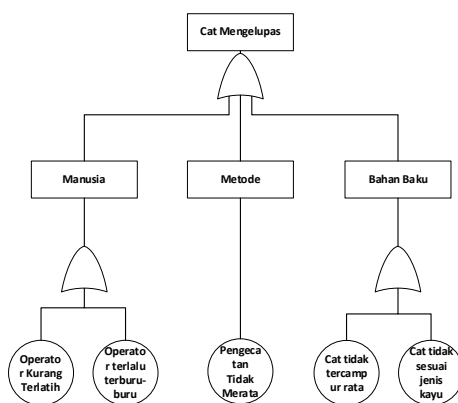 Cat Mengelupas
Manusia
Metode
Bahan Baku
Operato
r Kurang
Terlatih
Operato
r terlalu
terburu-
buru
Pengeca
tan
Tidak
Merata
Cat tidak
tercamp
ur rata
Cat tidak
sesuai
jenis
kayu